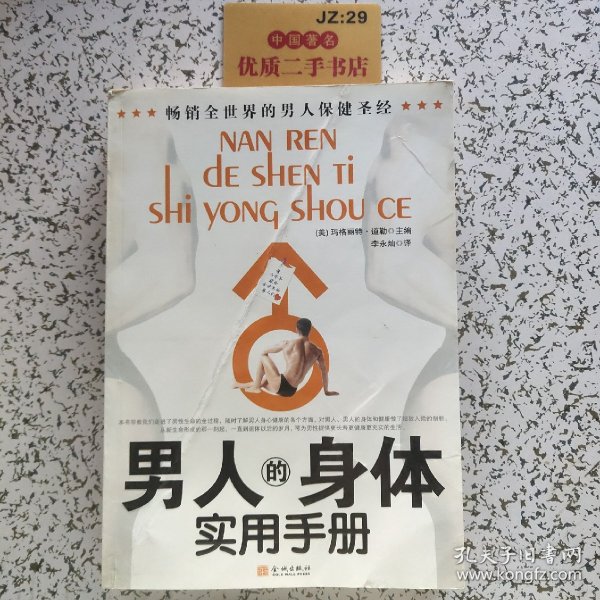 JZ:29
中国著名
优质二手书店
★★★ 畅销全世界的男人保健圣经 ★★★
NAN REN
de SHEN Ti
Shi YONG SHOU CE
(美) 玛格丽特·道勒○主编
李永灿○译
男人的身体
实用手册
金城出版社
GOLD WALL PRESS
孔夫子旧书网
www.kongfz.com